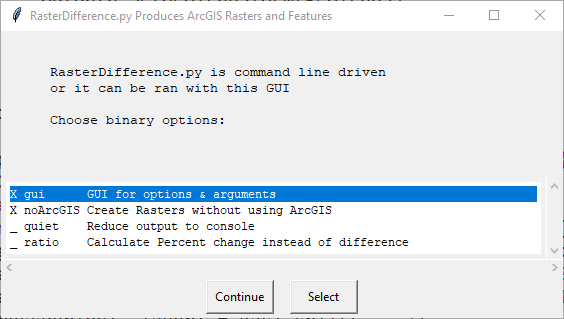 RasterDifference.py Produces ArcGIS Rasters and Features
RasterDifference.py is command line driven
or it can be ran with this GUI
Choose binary options:
X gui GUI for options & arguments
X noArcGIS Create Rasters without using ArcGIS
_ quiet Reduce output to console
_ ratio Calculate Percent change instead of difference
Continue Select